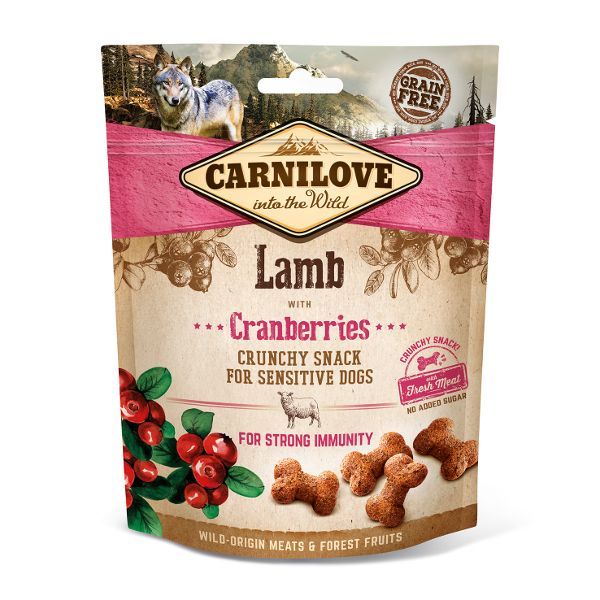 GRAIN
FREE
CARNILOVE
into the Wild
Lamb
WITH
Cranberries
CRUNCHY SNACK
FOR SENSITIVE DOGS
CRUNCHY SNACK!
with
Fresh Meat
NO ADDED SUGAR
FOR STRONG IMMUNITY
WILD-ORIGIN MEATS & FOREST FRUITS